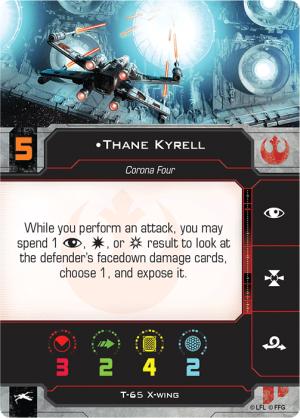 5
•Thane Kyrell
Corona Four
While you perform an attack, you may
spend 1 , , or result to look at
the defender's facedown damage cards,
choose 1, and expose it.
3 2 4 2
T-65 X-wing
© LFL © FFG